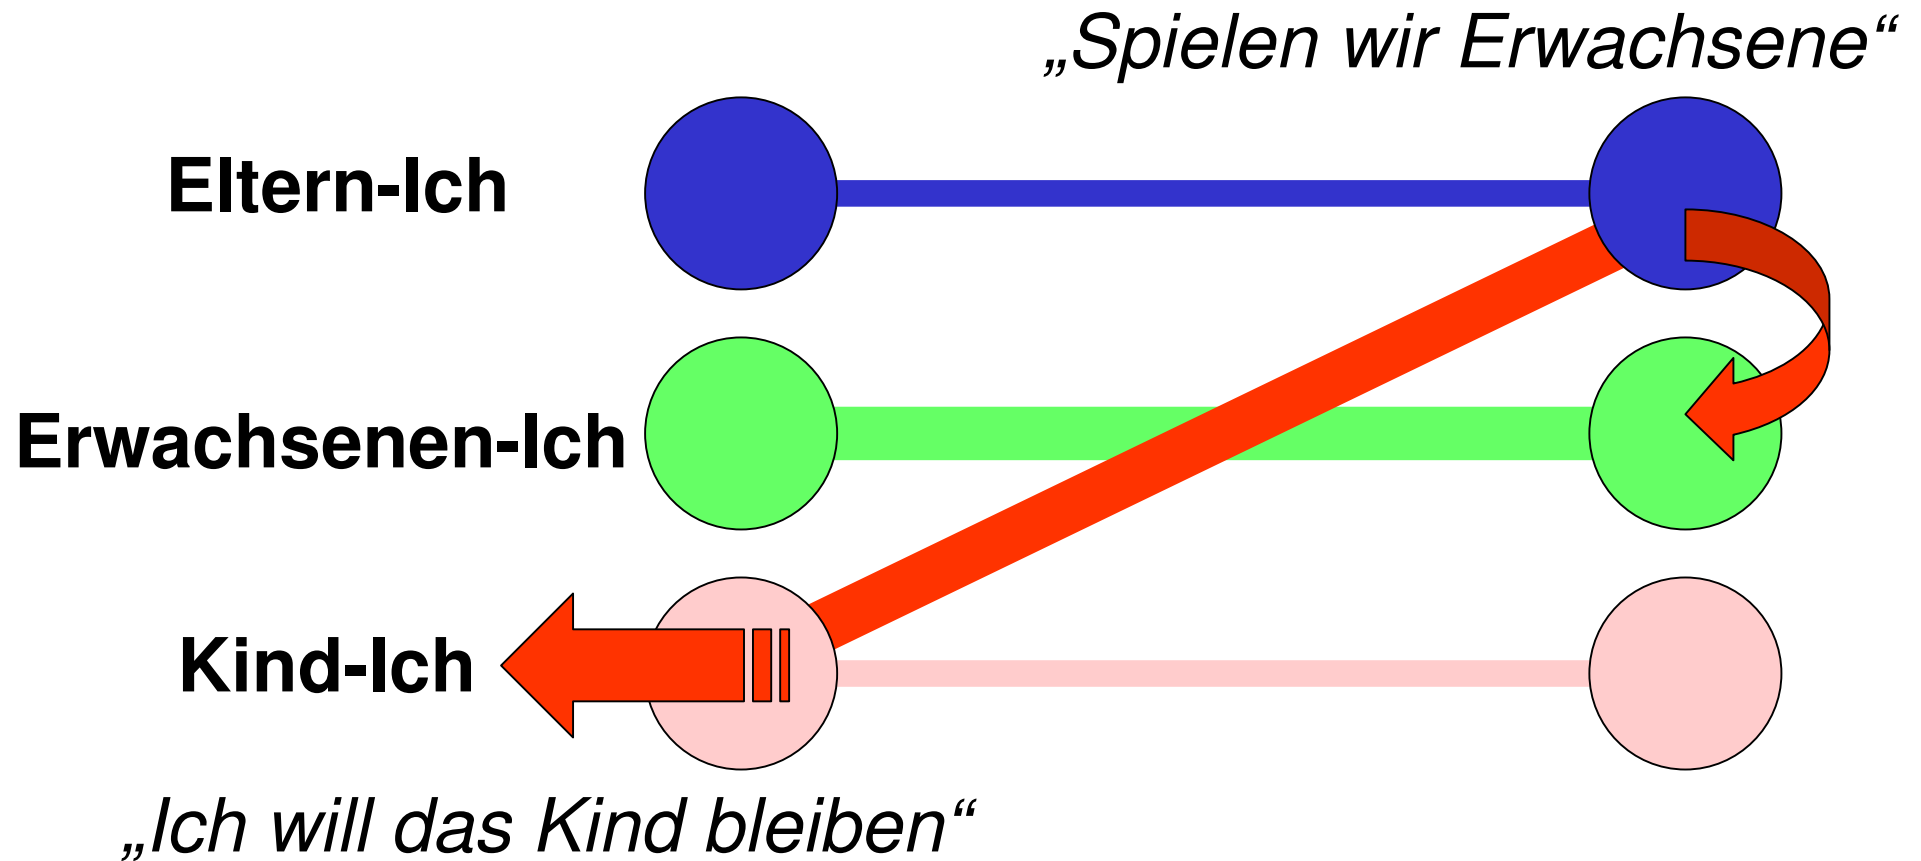 „Spielen wir Erwachsene“
Eltern-Ich
Erwachsenen-Ich
Kind-Ich
„Ich will das Kind bleiben“